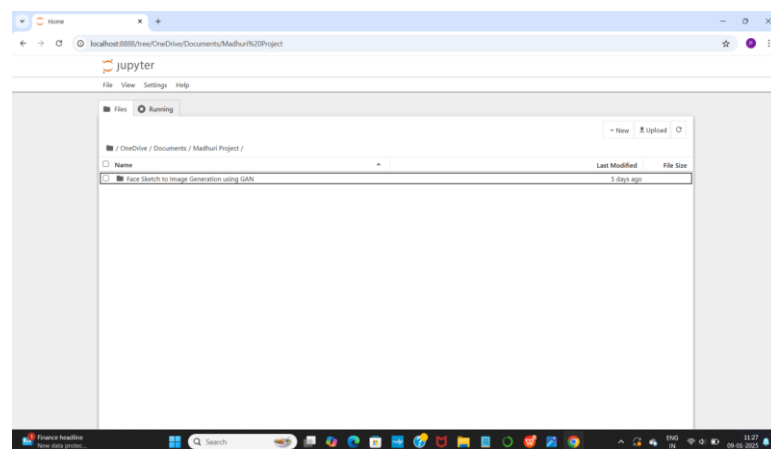 Home
localhost:8888/tree/OneDrive/Documents/Madhuri%20Project
P
jupyter
File View Settings Help
Files Running
New Upload
/ OneDrive / Documents / Madhuri Project /
Name Last Modified File Size
Face Sketch to Image Generation using GAN 5 days ago
Finance headline
New data protec...
Search
ENG
IN
11:27
09-01-2025